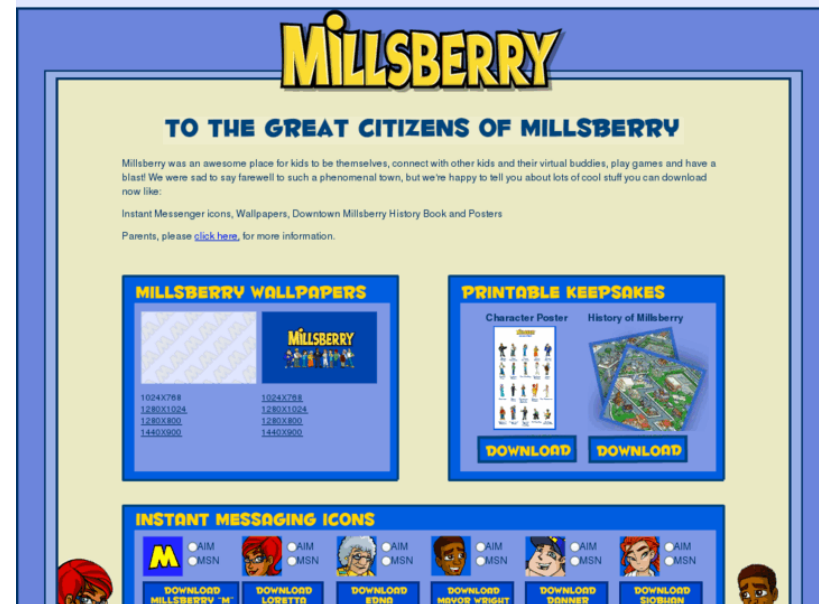 MILLSBERRY
TO THE GREAT CITIZENS OF MILLSBERRY
Millsberry was an awesome place for kids to be themselves, connect with other kids and their virtual buddies, play games and have a
blast! We were sad to say farewell to such a phenomenal town, but we're happy to tell you about lots of cool stuff you can download
now like:
Instant Messenger icons, Wallpapers, Downtown Millsberry History Book and Posters
Parents, please click here, for more information.
MILLSBERRY WALLPAPERS
MILLSBERRY
1024X768
1280X1024
1280X800
1440X900
1024X768
1280X1024
1280X800
1440X900
PRINTABLE KEEPSAKES
Character Poster
History of Millsberry
DOWNLOAD
DOWNLOAD
INSTANT MESSAGING ICONS
M
AIM
MSN
AIM
MSN
AIM
MSN
AIM
MSN
AIM
MSN
AIM
MSN
DOWNLOAD
MILLSBERRY "M"
DOWNLOAD
LORETTA
DOWNLOAD
EDNA
DOWNLOAD
MAYOR WRIGHT
DOWNLOAD
DANNER
DOWNLOAD
SIOBHAN